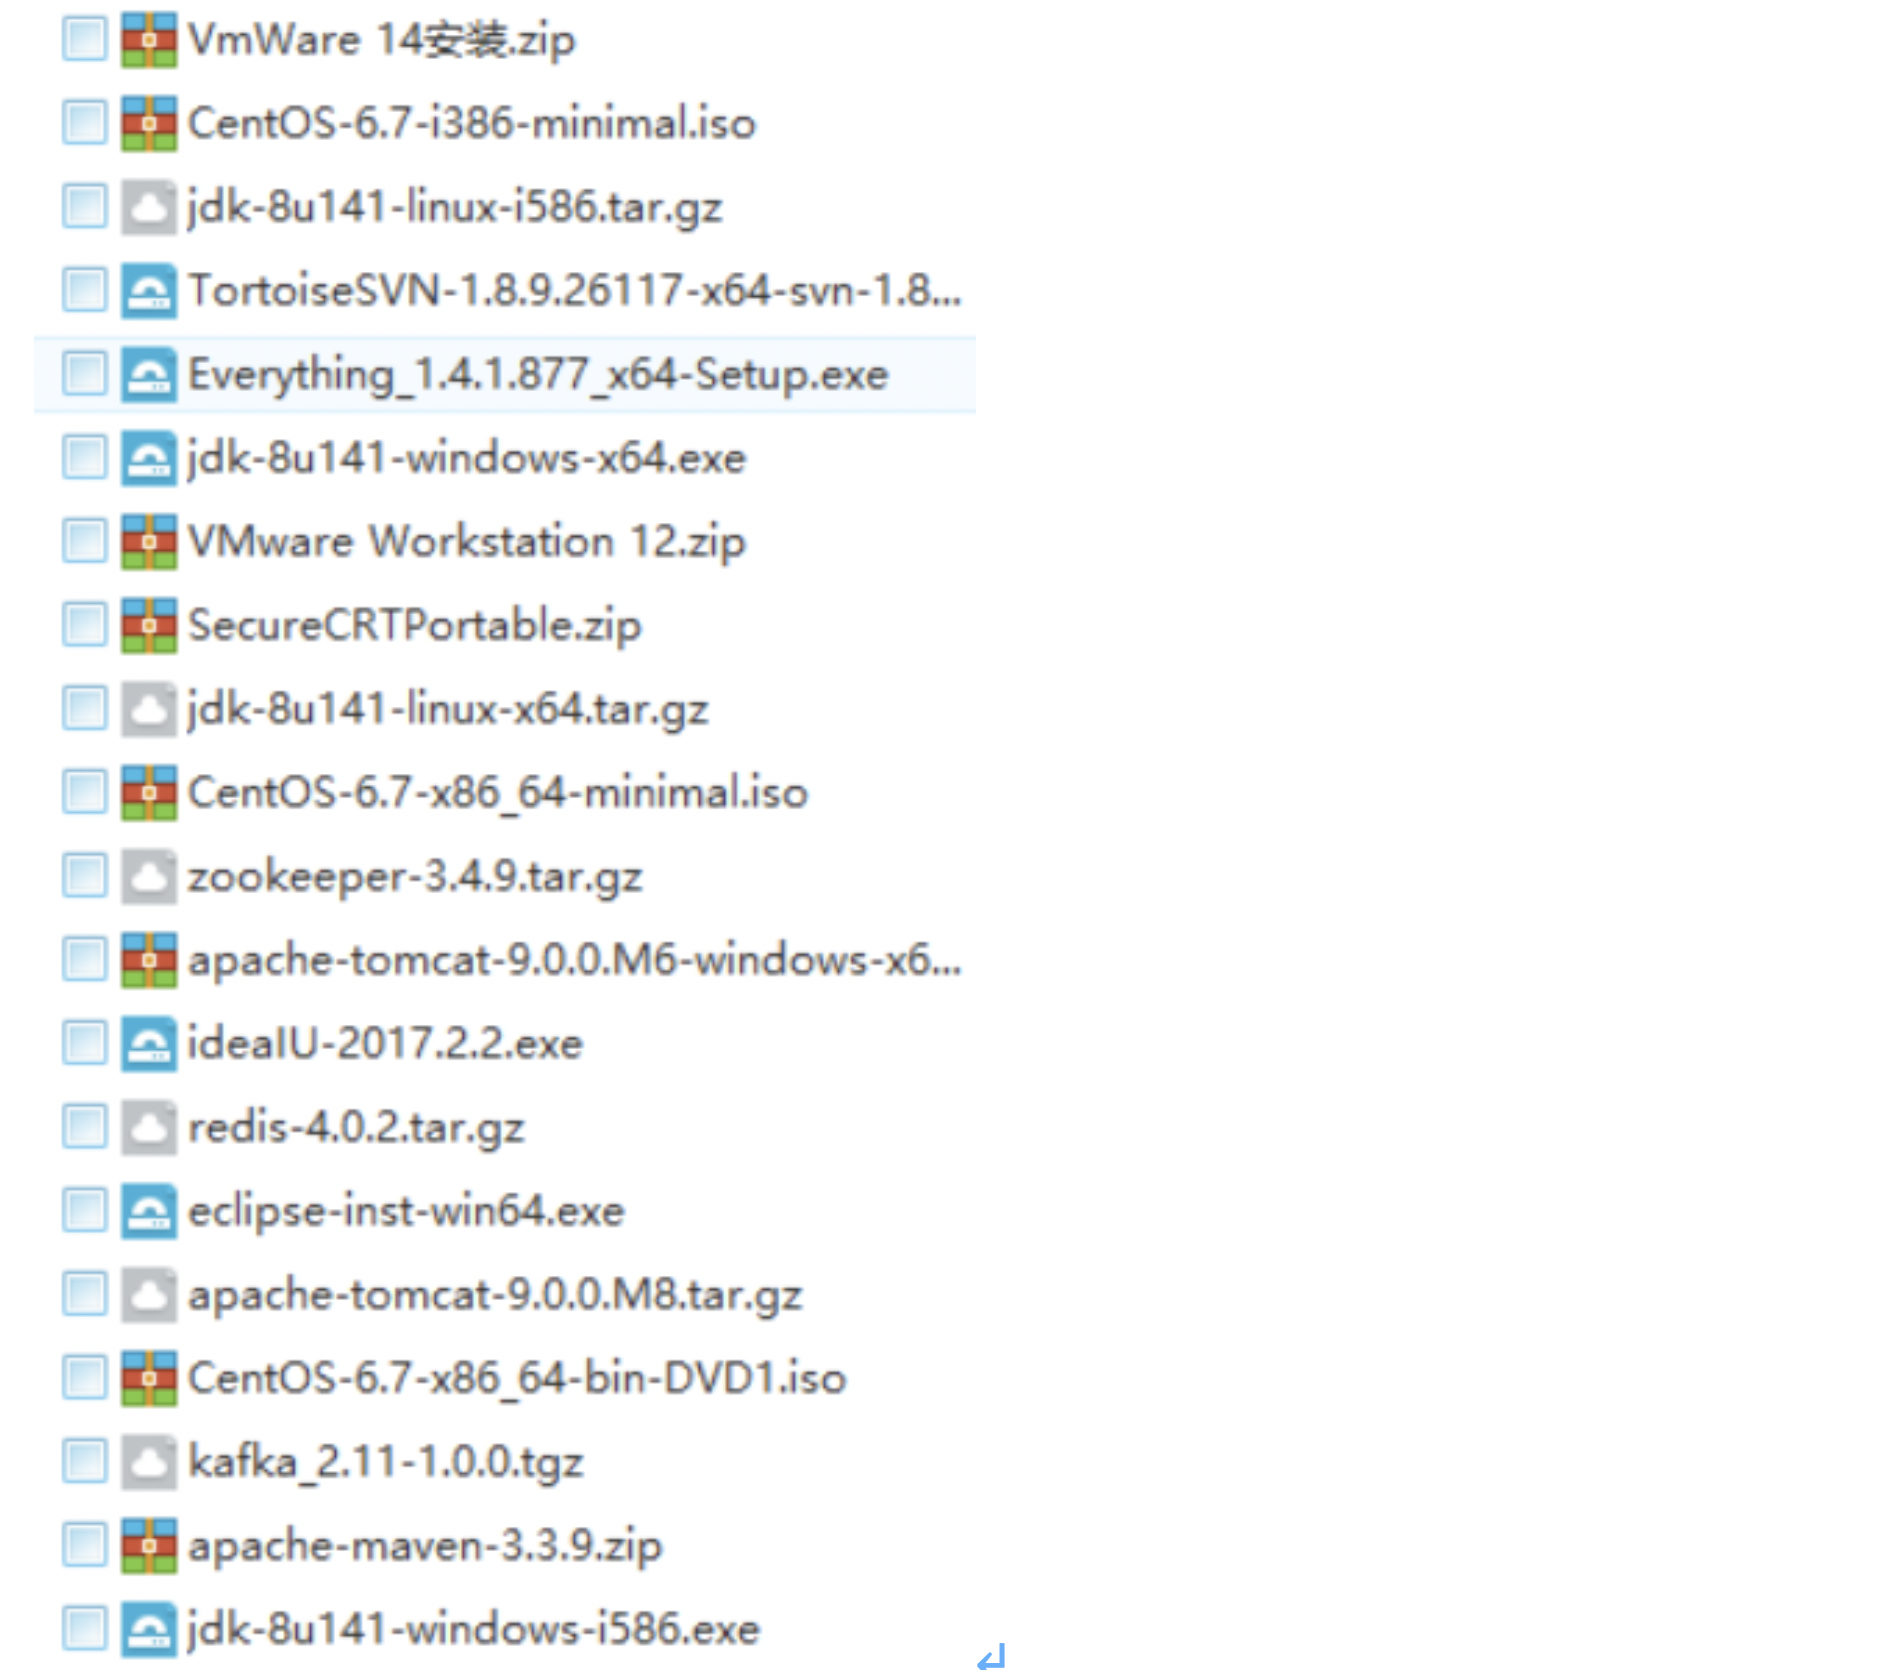 VmWare 14安装.zip
CentOS-6.7-i386-minimal.iso
jdk-8u141-linux-i586.tar.gz
TortoiseSVN-1.8.9.26117-x64-svn-1.8...
Everything_1.4.1.877_x64-Setup.exe
jdk-8u141-windows-x64.exe
VMware Workstation 12.zip
SecureCRTPortable.zip
jdk-8u141-linux-x64.tar.gz
CentOS-6.7-x86_64-minimal.iso
zookeeper-3.4.9.tar.gz
apache-tomcat-9.0.0.M6-windows-x6...
ideaIU-2017.2.2.exe
redis-4.0.2.tar.gz
eclipse-inst-win64.exe
apache-tomcat-9.0.0.M8.tar.gz
CentOS-6.7-x86_64-bin-DVD1.iso
kafka_2.11-1.0.0.tgz
apache-maven-3.3.9.zip
jdk-8u141-windows-i586.exe